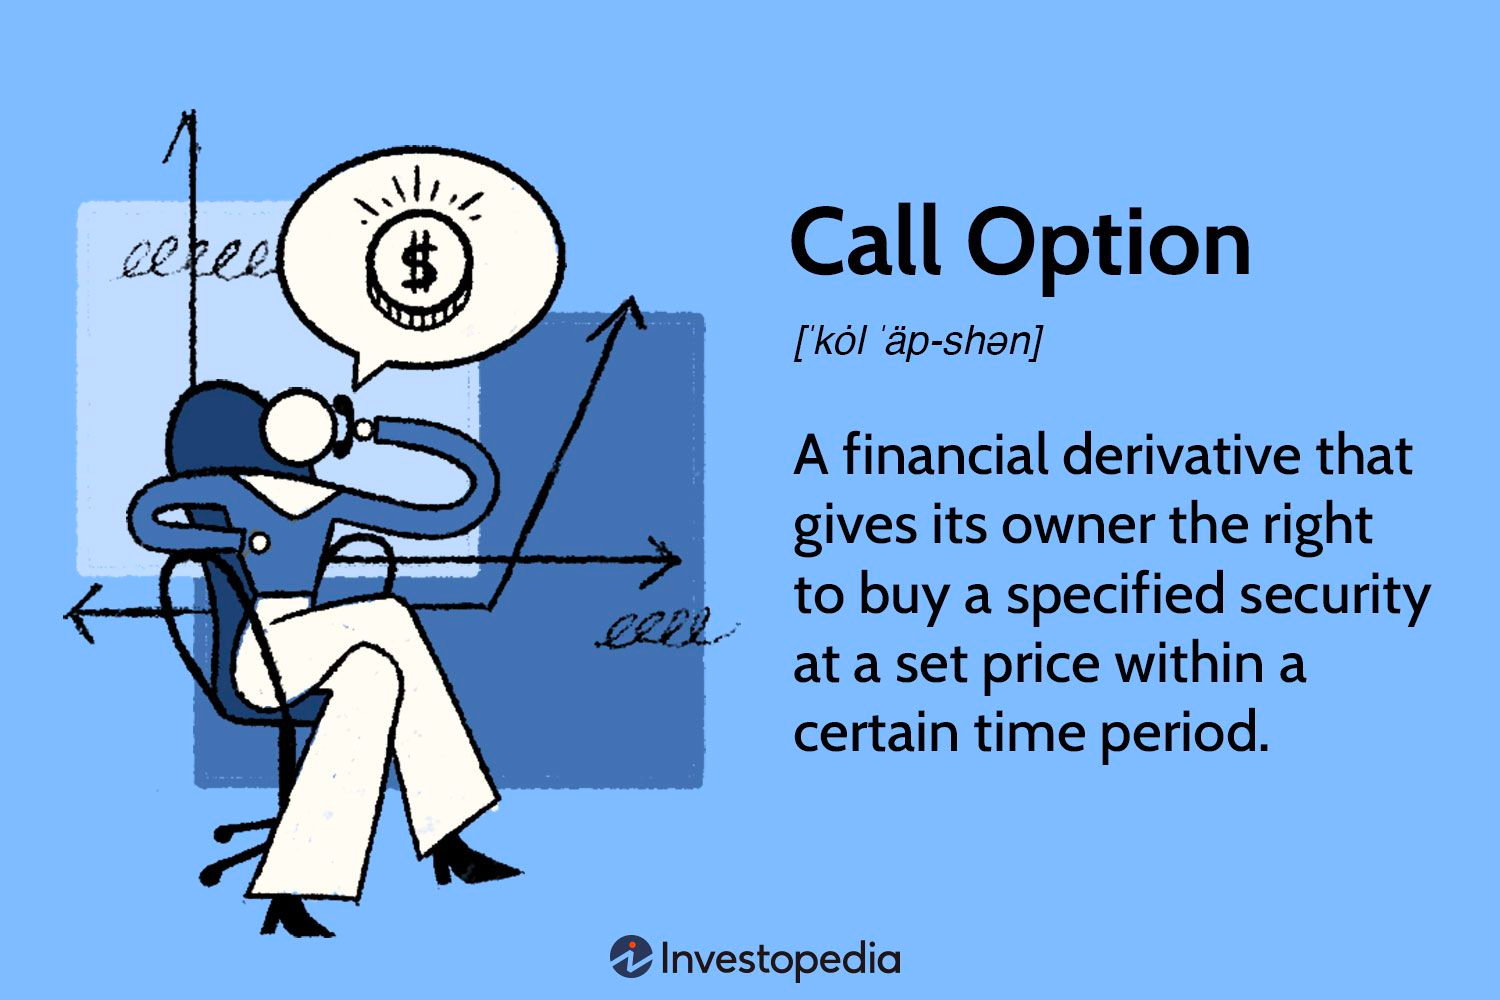 Call Option
[ˈkȯl ˈäp-shən]
A financial derivative that
gives its owner the right
to buy a specified security
at a set price within a
certain time period.
Investopedia